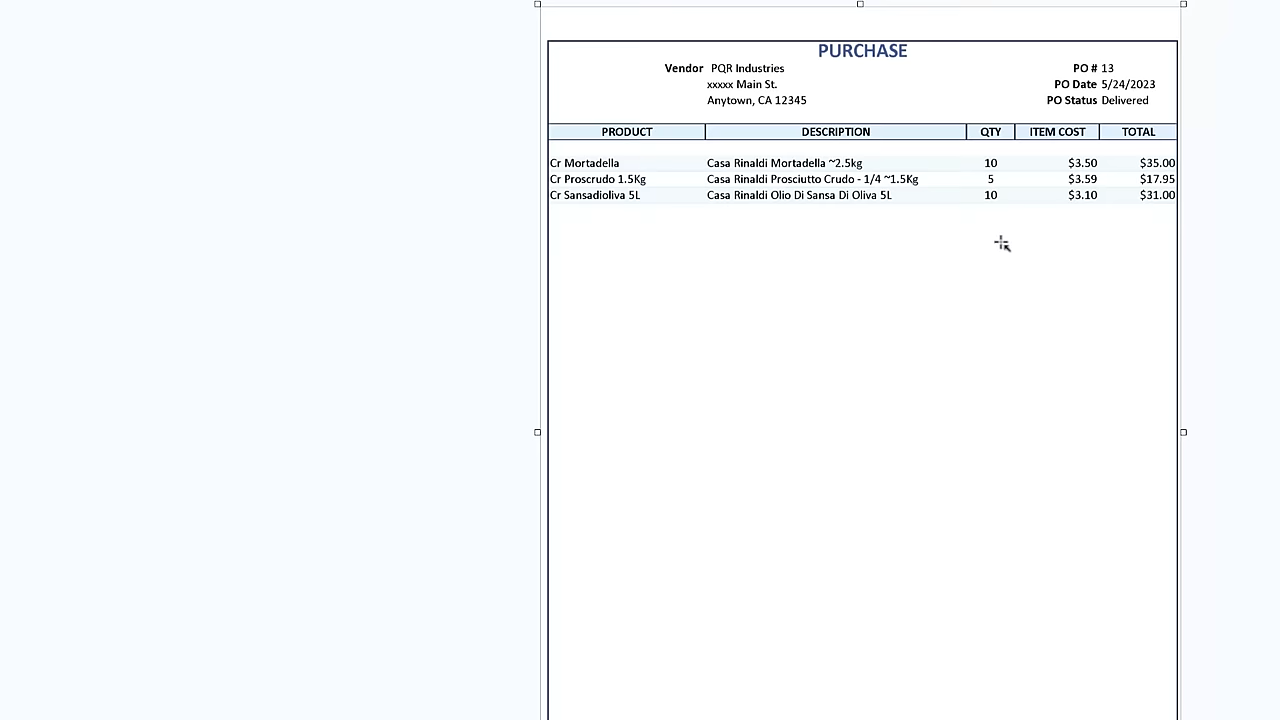 PURCHASE
Vendor PQR Industries PO # 13
xxxxx Main St. PO Date 5/24/2023
Anytown, CA 12345 PO Status Delivered
PRODUCT DESCRIPTION QTY ITEM COST TOTAL
Cr Mortadella Casa Rinaldi Mortadella ~2.5kg 10 $3.50 $35.00
Cr Proscrudo 1.5Kg Casa Rinaldi Prosciutto Crudo - 1/4 ~1.5Kg 5 $3.59 $17.95
Cr Sansadioliva 5L Casa Rinaldi Olio Di Sansa Di Oliva 5L 10 $3.10 $31.00